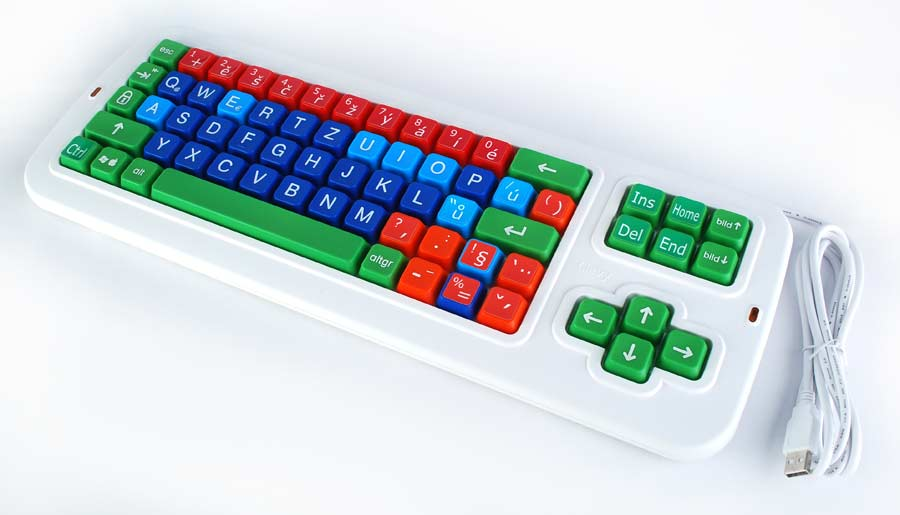 esc 1 + 2 ě 3 š 4 č 5 ř 6 ž 7 ý 8 á 9 í 0 é ←
Q W E € R T Z U I O P / ú ) (
A S D F G H J K L " ů ↵
↑ Y X C V B N M ? , : . ! § ˇ
Ctrl alt altgr _ - % =
Ins Home bild↑
Del End bild↓
↑
← ↓ →